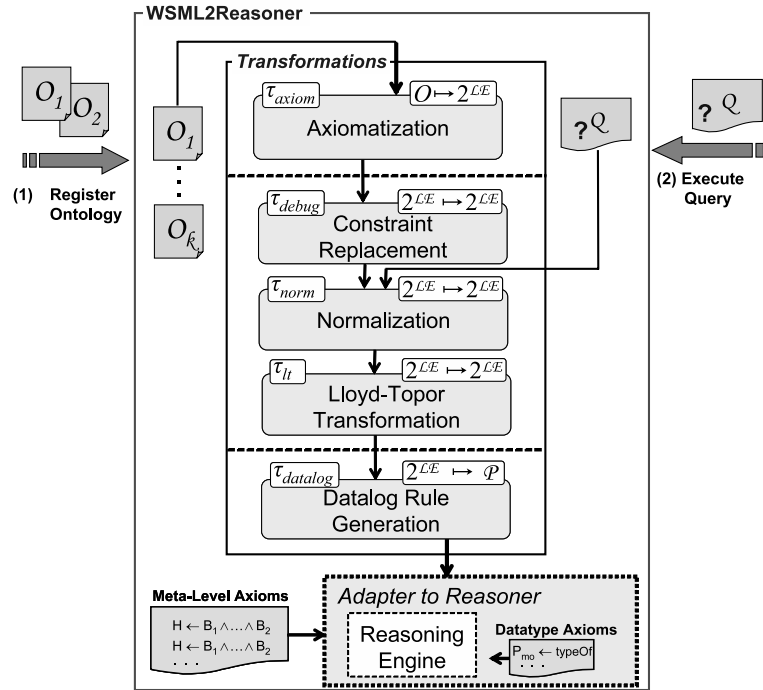 WSML2Reasoner
Transformations
O1
O2
(1) Register
Ontology
O1
Ok
τaxiom
O ↦ 2^LE
Axiomatization
? Q
? Q
(2) Execute
Query
τdebug
2^LE ↦ 2^LE
Constraint
Replacement
τnorm
2^LE ↦ 2^LE
Normalization
τlt
2^LE ↦ 2^LE
Lloyd-Topor
Transformation
τdatalog
2^LE ↦ P
Datalog Rule
Generation
Meta-Level Axioms
H ← B1 ∧...∧ B2
H ← B1 ∧...∧ B2
. . .
Adapter to Reasoner
Reasoning
Engine
Datatype Axioms
Pmo ← typeOf
. . .